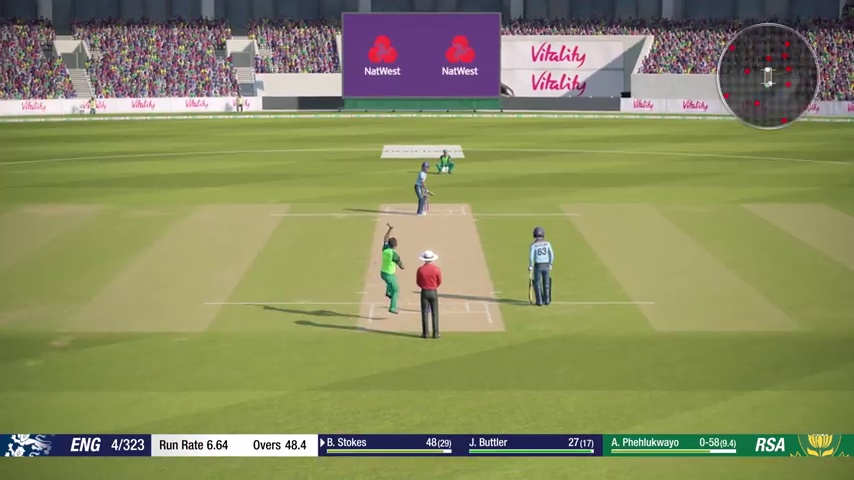 NatWest NatWest
Vitality
Vitality
Vitality Vitality Vitality Vitality
63
ENG 4/323 Run Rate 6.64 Overs 48.4 B. Stokes 48(29) J. Buttler 27(17) A. Phehlukwayo 0-58(9.4) RSA